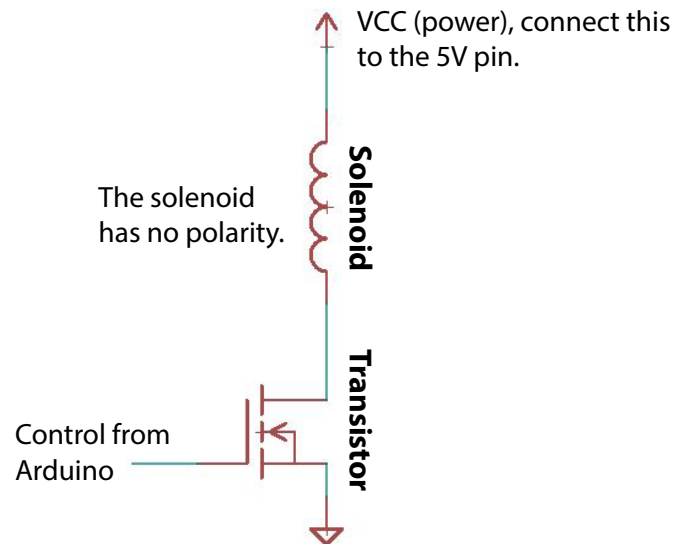 VCC (power), connect this
to the 5V pin.
Solenoid
The solenoid
has no polarity.
Transistor
Control from
Arduino